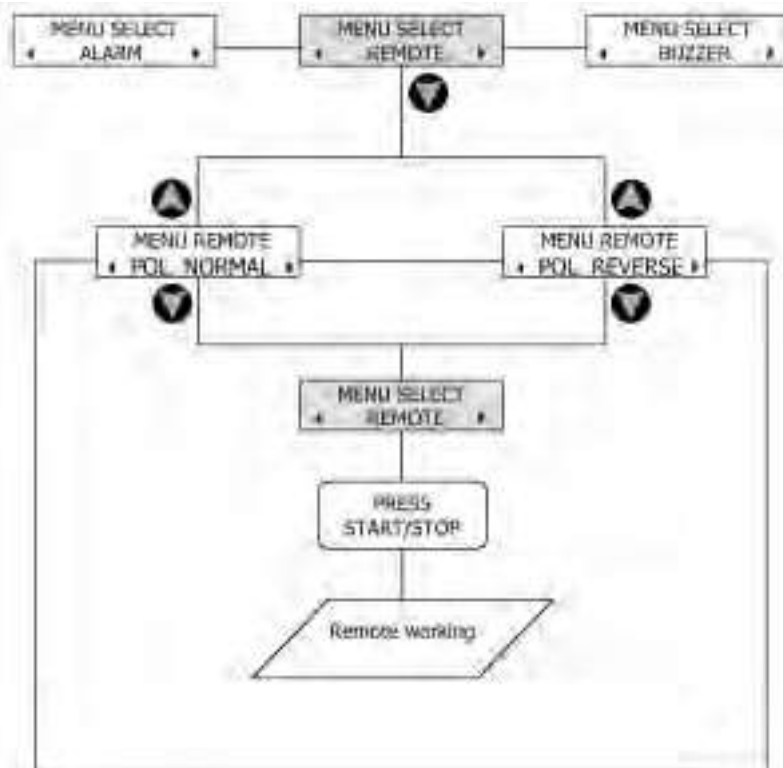 MENU SELECT
ALARM
MENU SELECT
REMOTE
MENU SELECT
BUZZER
MENU REMOTE
POL. NORMAL
MENU REMOTE
POL. REVERSE
MENU SELECT
REMOTE
PRESS
START/STOP
Remote working